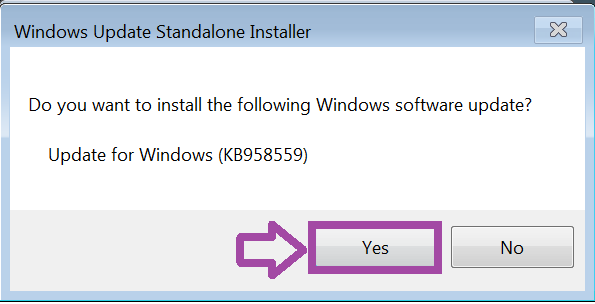 Windows Update Standalone Installer
Do you want to install the following Windows software update?
Update for Windows (KB958559)
Yes No